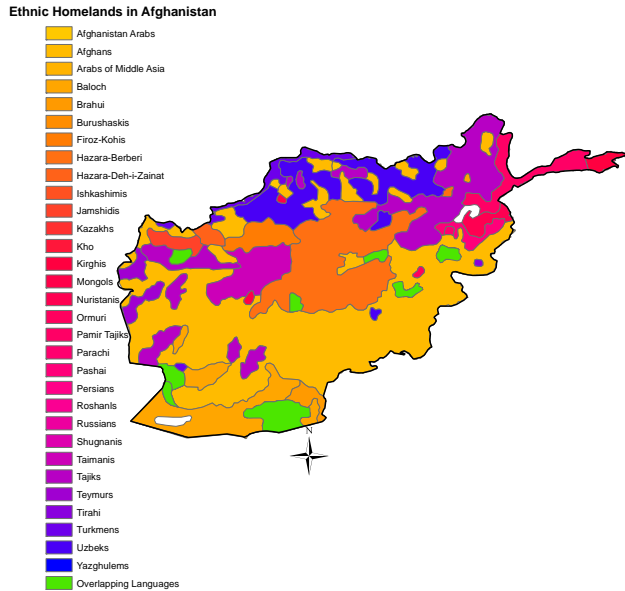 Ethnic Homelands in Afghanistan
Afghanistan Arabs
Afghans
Arabs of Middle Asia
Baloch
Brahui
Burushaskis
Firoz-Kohis
Hazara-Berberi
Hazara-Deh-i-Zainat
Ishkashimis
Jamshidis
Kazakhs
Kho
Kirghis
Mongols
Nuristanis
Ormuri
Pamir Tajiks
Parachi
Pashai
Persians
Roshanls
Russians
Shugnanis
Taimanis
Tajiks
Teymurs
Tirahi
Turkmens
Uzbeks
Yazghulems
Overlapping Languages
N